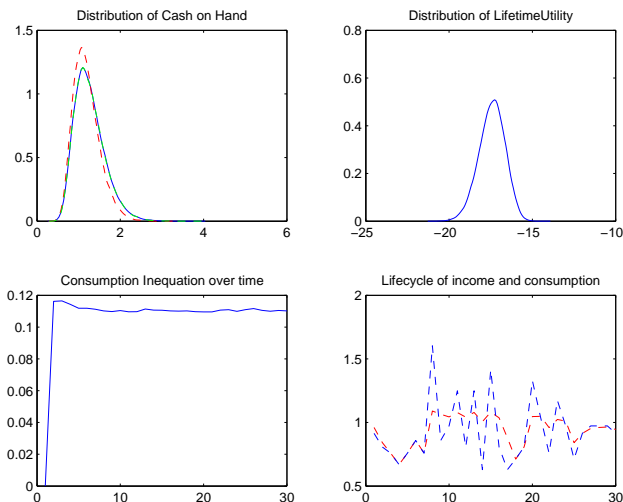 Distribution of Cash on Hand
1.5
1
0.5
0
0 2 4 6
Distribution of LifetimeUtility
0.8
0.6
0.4
0.2
0
−25 −20 −15 −10
Consumption Inequation over time
0.12
0.1
0.08
0.06
0.04
0.02
0
0 10 20 30
Lifecycle of income and consumption
2
1.5
1
0.5
0 10 20 30